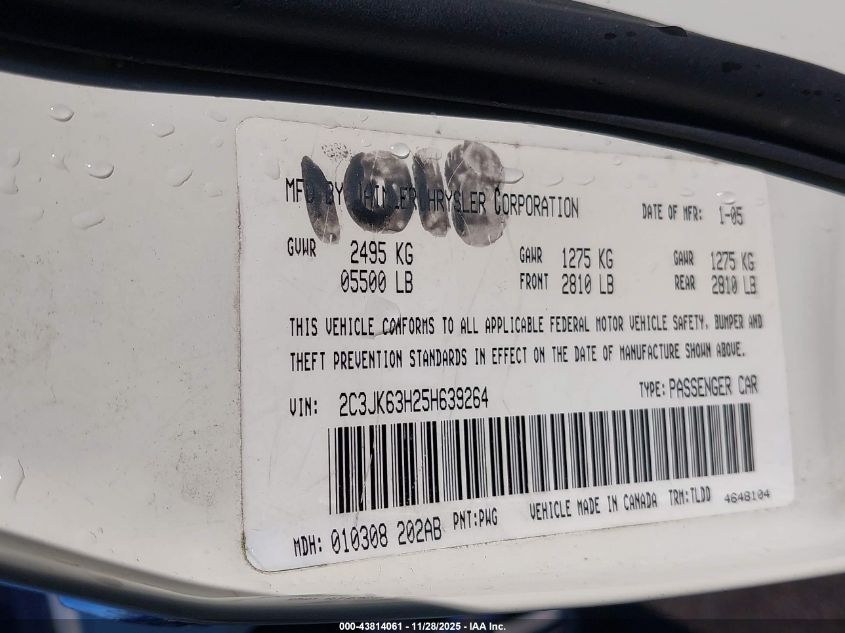 MFD BY DAIMLERCHRYSLER CORPORATION DATE OF MFR: 1-05
GVWR 2495 KG GAWR 1275 KG GAWR 1275 KG
05500 LB FRONT 2810 LB REAR 2810 LB
THIS VEHICLE CONFORMS TO ALL APPLICABLE FEDERAL MOTOR VEHICLE SAFETY, BUMPER AND
THEFT PREVENTION STANDARDS IN EFFECT ON THE DATE OF MANUFACTURE SHOWN ABOVE.
VIN: 2C3JK63H25H639264 TYPE: PASSENGER CAR
MDH: 010308 202AB PNT:PWG VEHICLE MADE IN CANADA TRM:TLDD 4648104
000-43814061 | 11/28/2025 - IAA Inc.